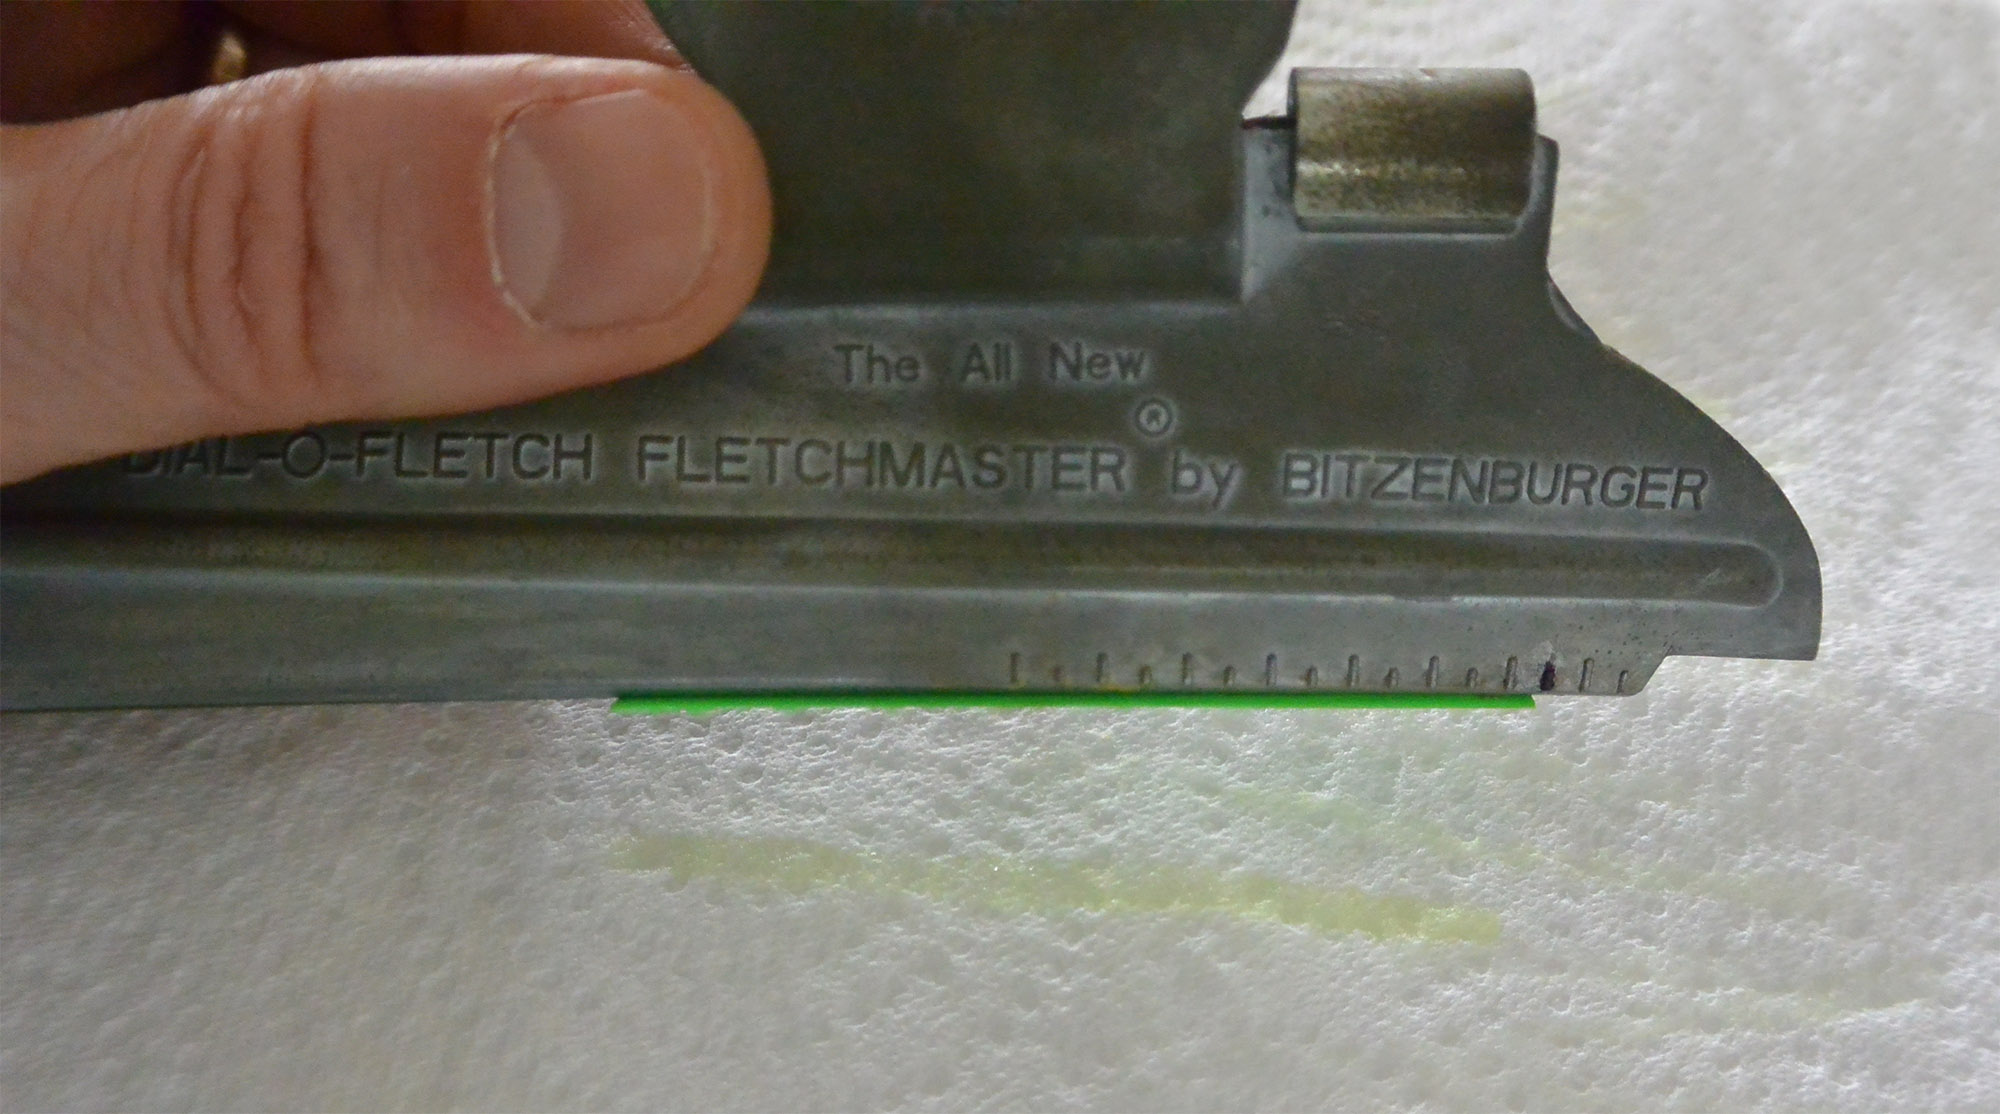 The All New
®
DIAL-O-FLETCH FLETCHMASTER by BITZENBURGER